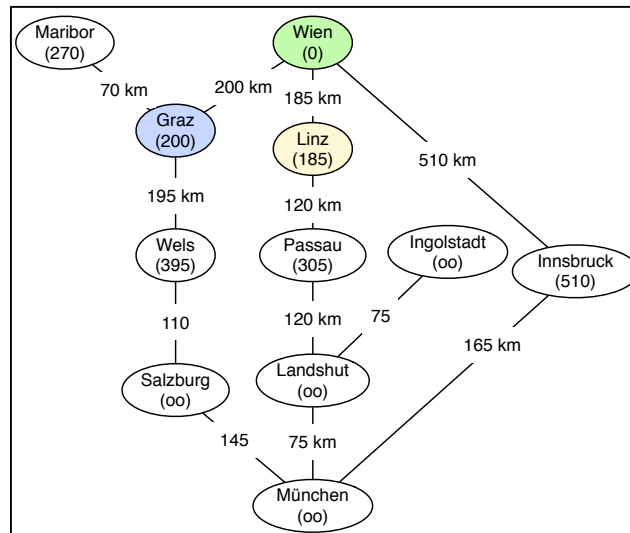 Maribor
(270)
Wien
(0)
70 km
200 km
185 km
Graz
(200)
Linz
(185)
510 km
195 km
120 km
Wels
(395)
Passau
(305)
Ingolstadt
(oo)
Innsbruck
(510)
110
120 km
75
165 km
Salzburg
(oo)
Landshut
(oo)
145
75 km
München
(oo)